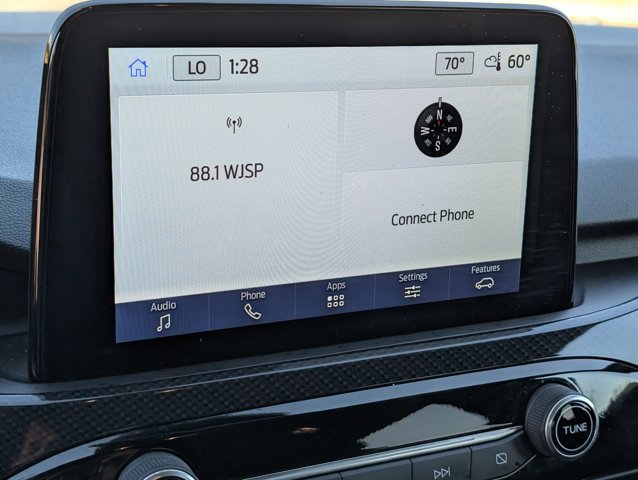 LO 1:28 70° 60°
88.1 WJSP
N
W E
S
Connect Phone
Audio Phone Apps Settings Features
TUNE